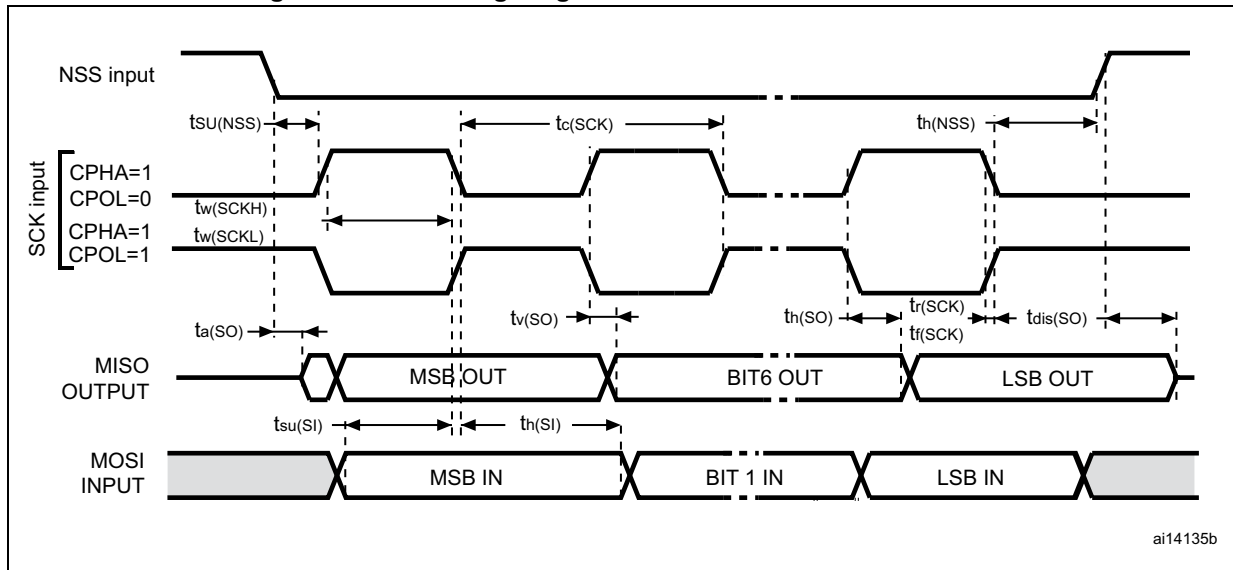 NSS input
tSU(NSS)
tc(SCK)
th(NSS)
SCK input
CPHA=1
CPOL=0
tw(SCKH)
CPHA=1
tw(SCKL)
CPOL=1
ta(SO)
tv(SO)
th(SO)
tr(SCK)
tf(SCK)
tdis(SO)
MISO
OUTPUT
MSB OUT
BIT6 OUT
LSB OUT
tsu(SI)
th(SI)
MOSI
INPUT
MSB IN
BIT 1 IN
LSB IN
ai14135b